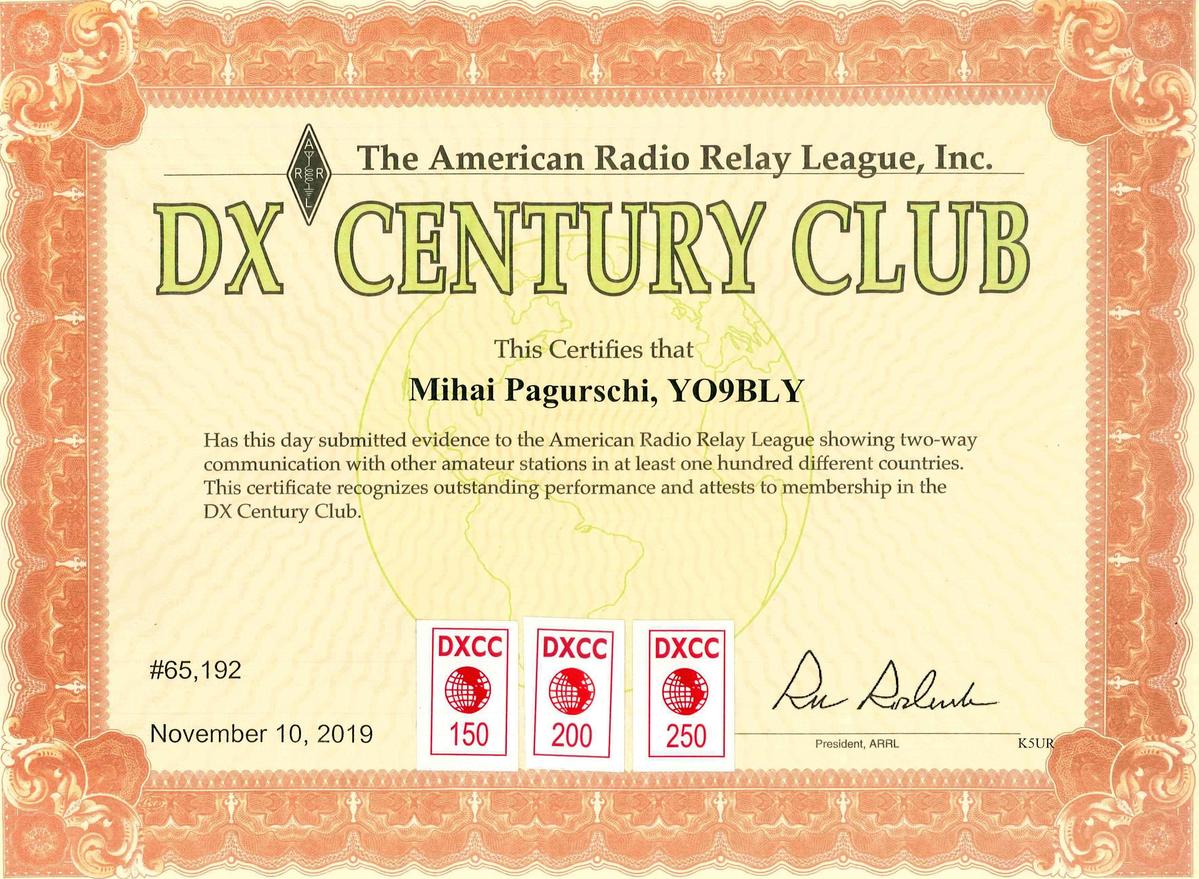 The American Radio Relay League, Inc.
A
R R
L
DX CENTURY CLUB
This Certifies that
Mihai Pagurschi, YO9BLY
Has this day submitted evidence to the American Radio Relay League showing two-way
communication with other amateur stations in at least one hundred different countries.
This certificate recognizes outstanding performance and attests to membership in the
DX Century Club.
#65,192
November 10, 2019
DXCC
150
DXCC
200
DXCC
250
President, ARRL
K5UR